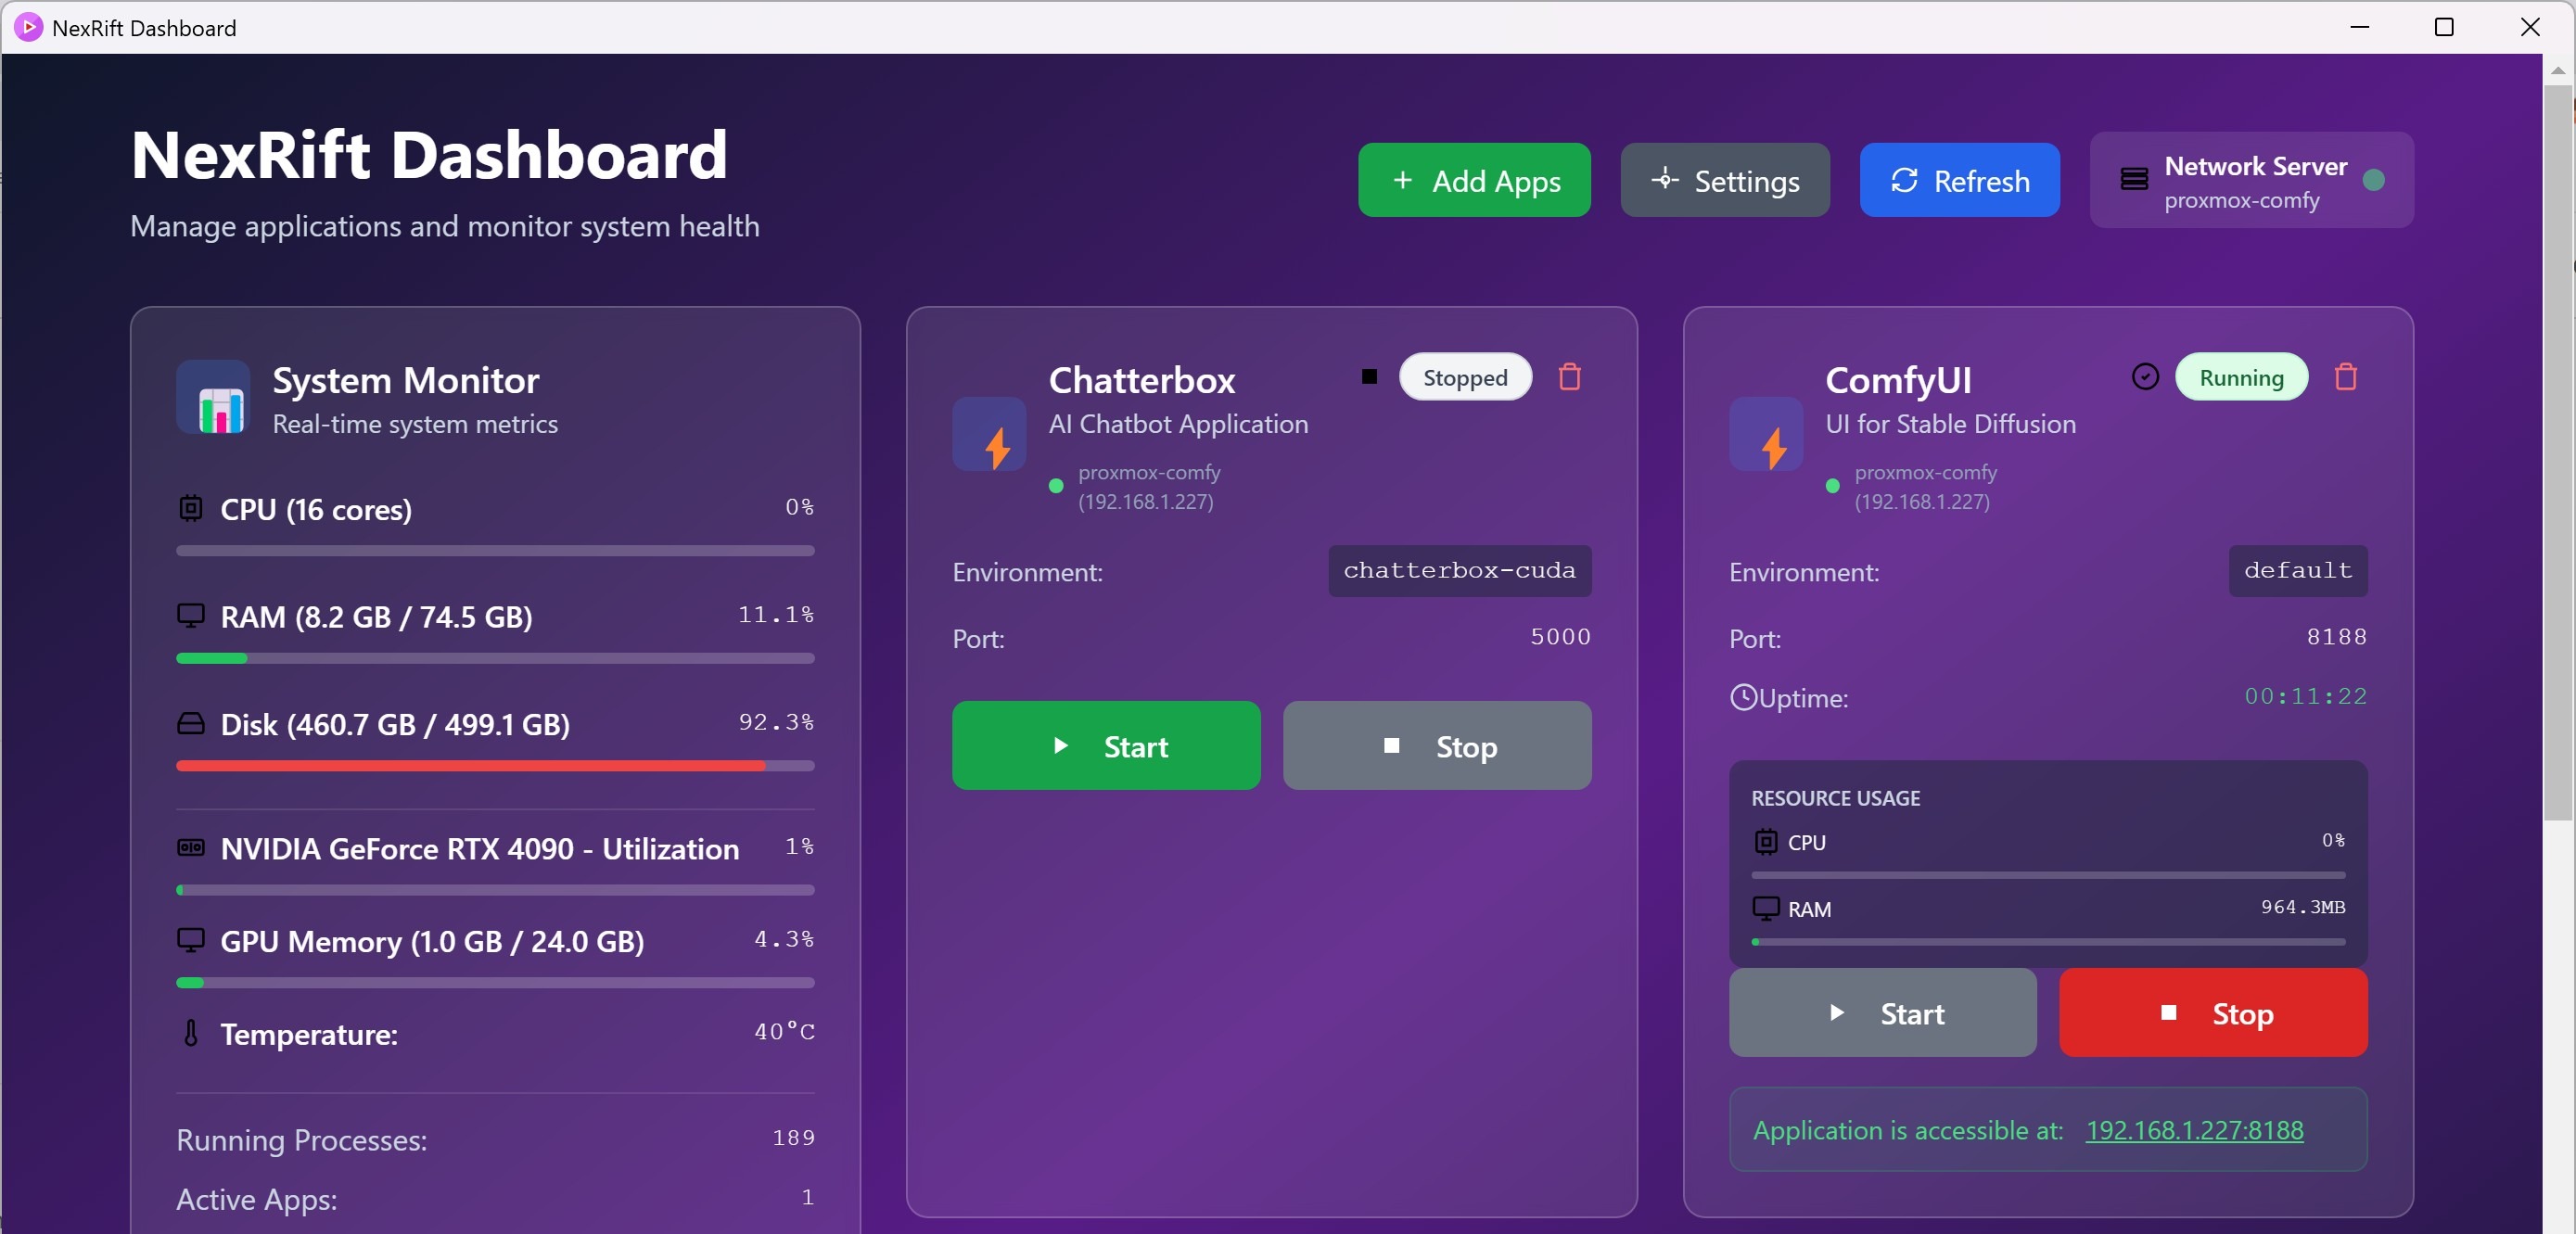 NexRift Dashboard
NexRift Dashboard
Manage applications and monitor system health
Add Apps
Settings
Refresh
Network Server
proxmox-comfy
System Monitor
Real-time system metrics
CPU (16 cores) 0%
RAM (8.2 GB / 74.5 GB) 11.1%
Disk (460.7 GB / 499.1 GB) 92.3%
NVIDIA GeForce RTX 4090 - Utilization 1%
GPU Memory (1.0 GB / 24.0 GB) 4.3%
Temperature: 40°C
Running Processes: 189
Active Apps: 1
Chatterbox
Stopped
AI Chatbot Application
proxmox-comfy
(192.168.1.227)
Environment: chatterbox-cuda
Port: 5000
Start
Stop
ComfyUI
Running
UI for Stable Diffusion
proxmox-comfy
(192.168.1.227)
Environment: default
Port: 8188
Uptime: 00:11:22
RESOURCE USAGE
CPU 0%
RAM 964.3MB
Start
Stop
Application is accessible at: 192.168.1.227:8188